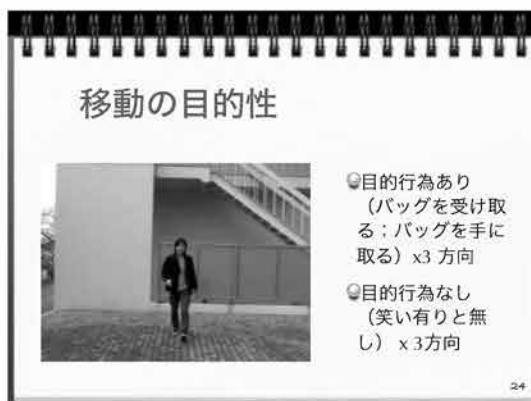 移動の目的性
目的行為あり
（バッグを受け取
る；バッグを手に
取る）x3 方向
目的行為なし
（笑い有りと無
し） x 3方向
24